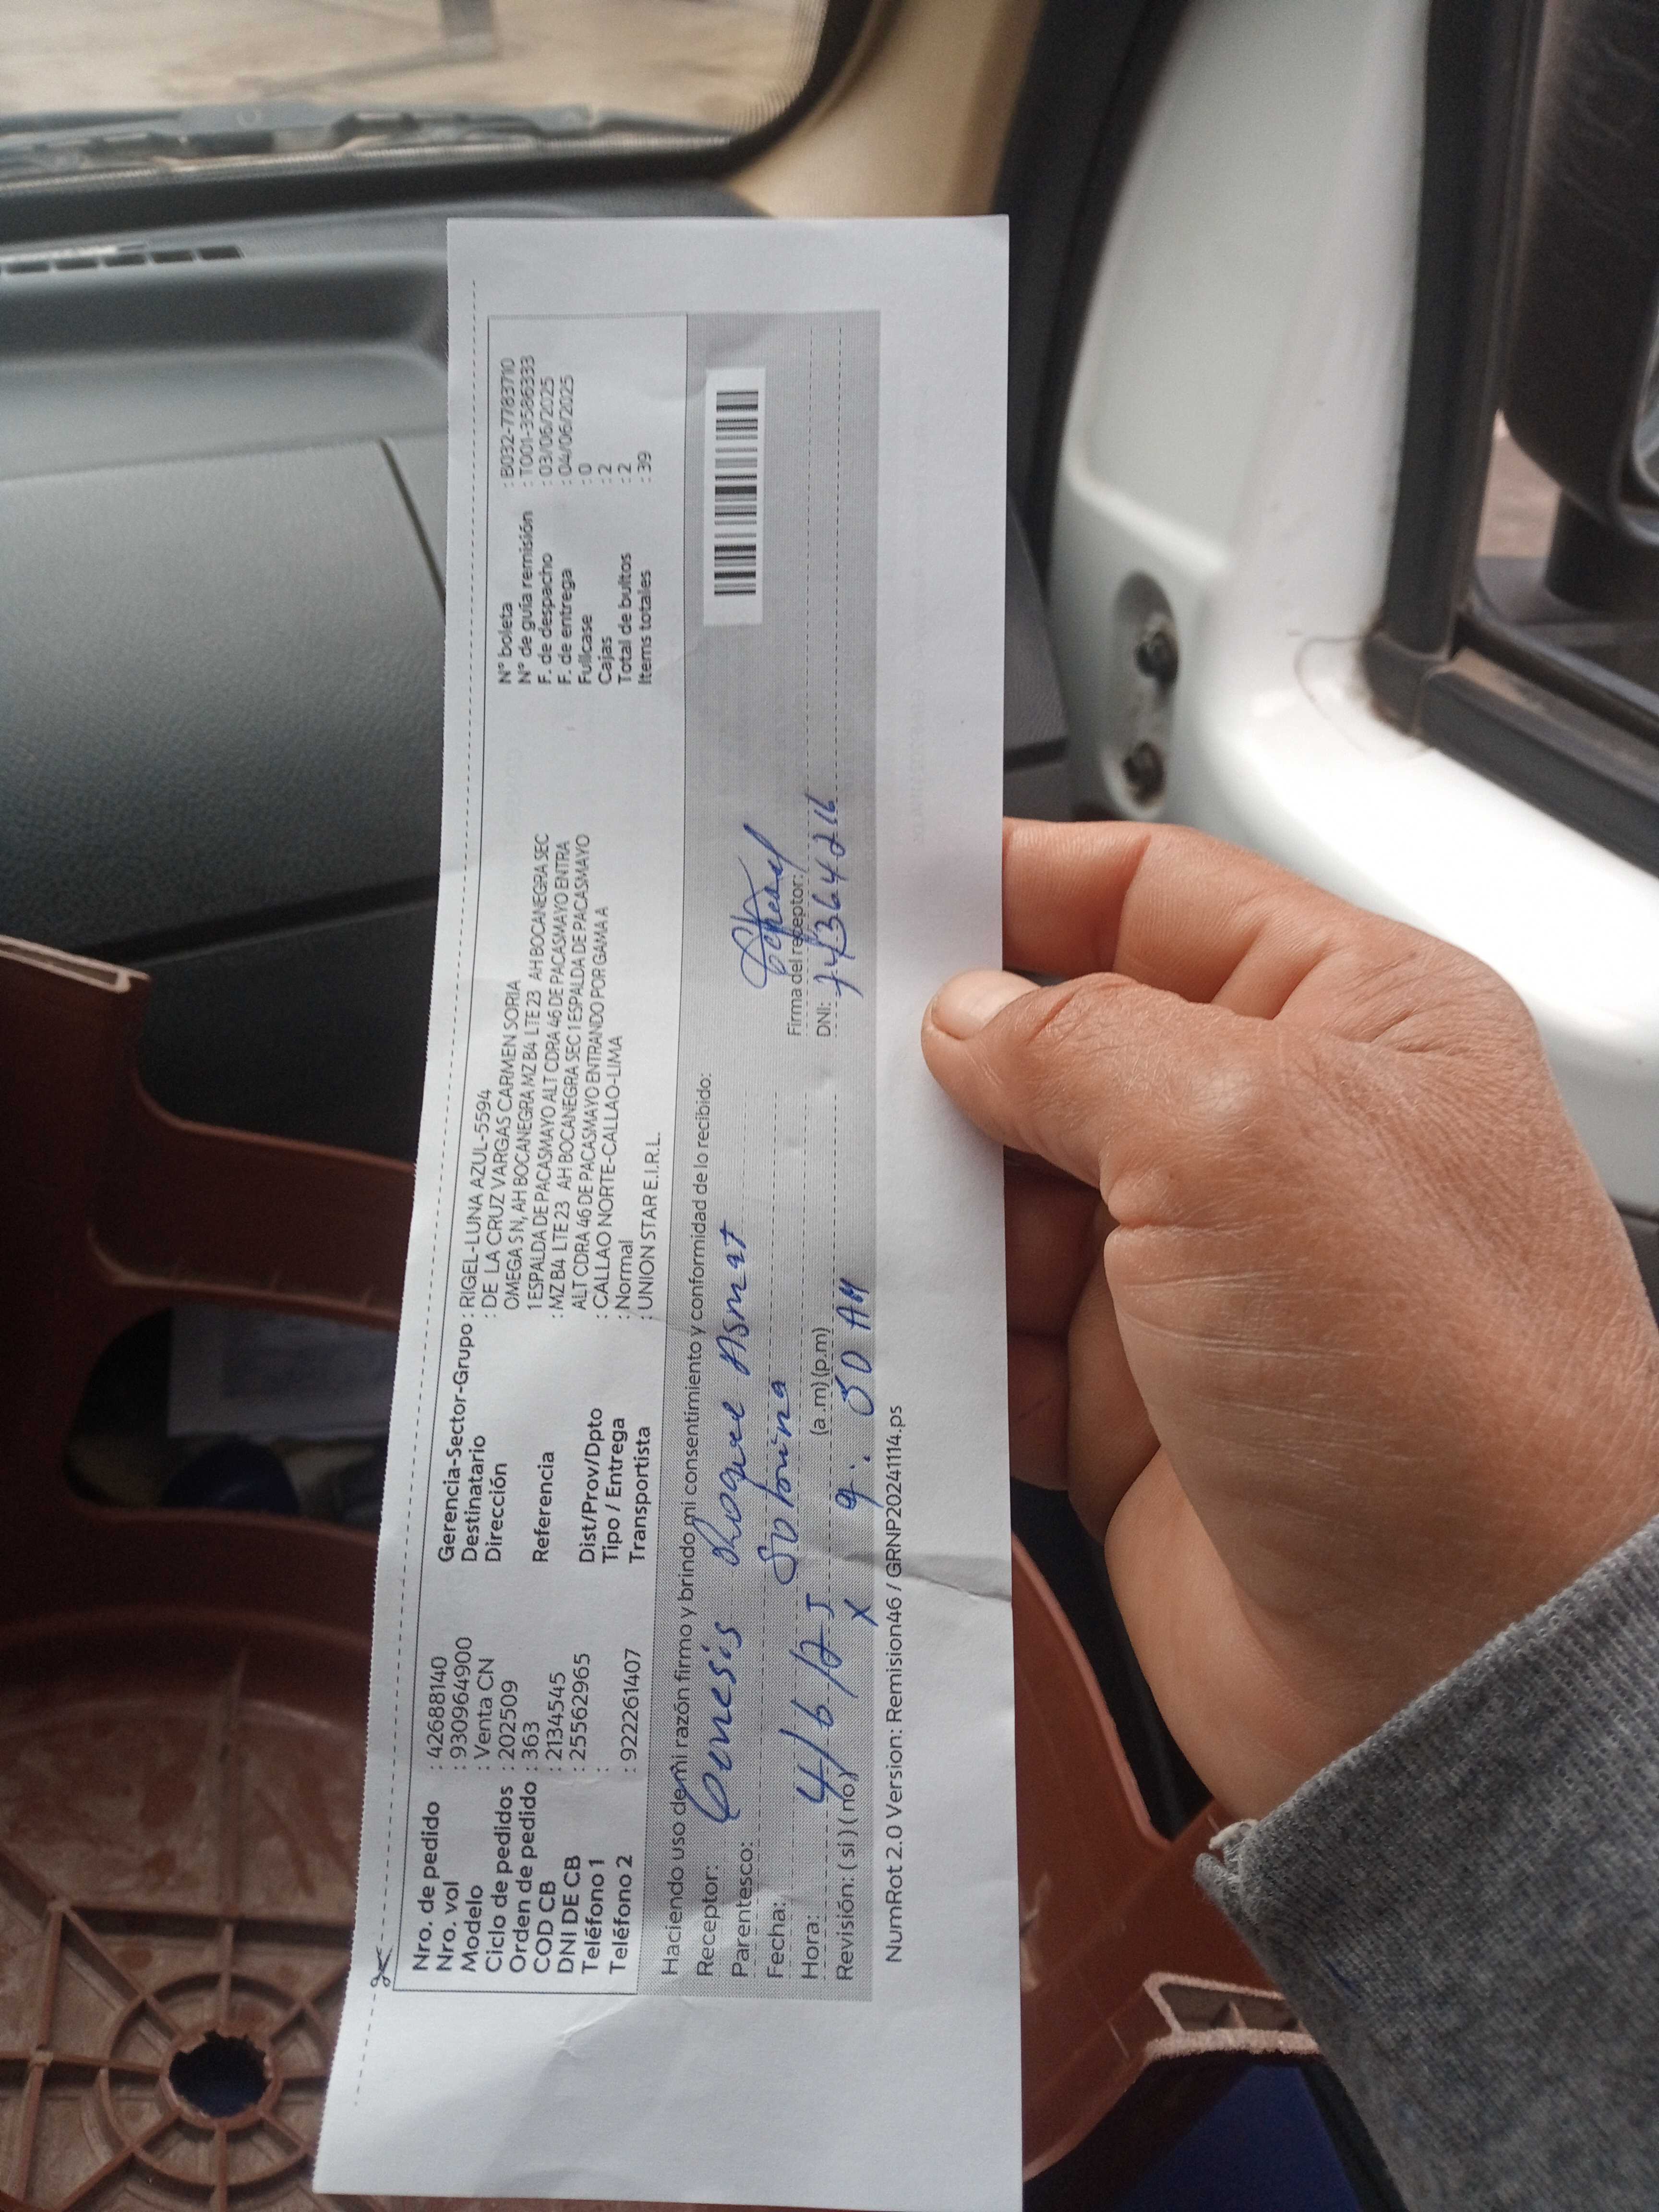 Nro. de pedido : 42688140
Nro. vol : 930964900
Modelo : Venta CN
Ciclo de pedidos : 202509
Orden de pedido : 363
COD CB : 2134545
DNI DE CB : 25562965
Teléfono 1 :
Teléfono 2 : 922261407
Gerencia-Sector-Grupo : RIGEL-LUNA AZUL-5594
Destinatario : DE LA CRUZ VARGAS CARMEN SORIA
Dirección OMEGA S N, AH BOCANEGRA MZ B4 LTE 23 AH BOCANEGRA SEC
1 ESPALDA DE PACASMAYO ALT CDRA 46 DE PACASMAYO ENTRA
Referencia : MZ B4 LTE 23 AH BOCANEGRA SEC 1 ESPALDA DE PACASMAYO
ALT CDRA 46 DE PACASMAYO ENTRANDO POR GAMA A
Dist/Prov/Dpto : CALLAO NORTE-CALLAO-LIMA
Tipo / Entrega : Normal
Transportista : UNION STAR E.I.R.L.
N° boleta : B032-7783710
N° de guía remisión : T001-35863333
F. de despacho : 03/06/2025
F. de entrega : 04/06/2025
Fullcase : 0
Cajas : 2
Total de bultos : 2
Items totales : 39
Haciendo uso de mi razón firmo y brindo mi consentimiento y conformidad de lo recibido:
Receptor: Genesis Roque Asmat
Parentesco: Sobrina
Fecha: 4/6/25
Hora: (a.m) (p.m)
Revisión: ( si ) ( no ) x 9:30 AM
Firma del receptor:
DNI: 74364216
NumRot 2.0 Version: Remision46 / GRNP20241114.ps